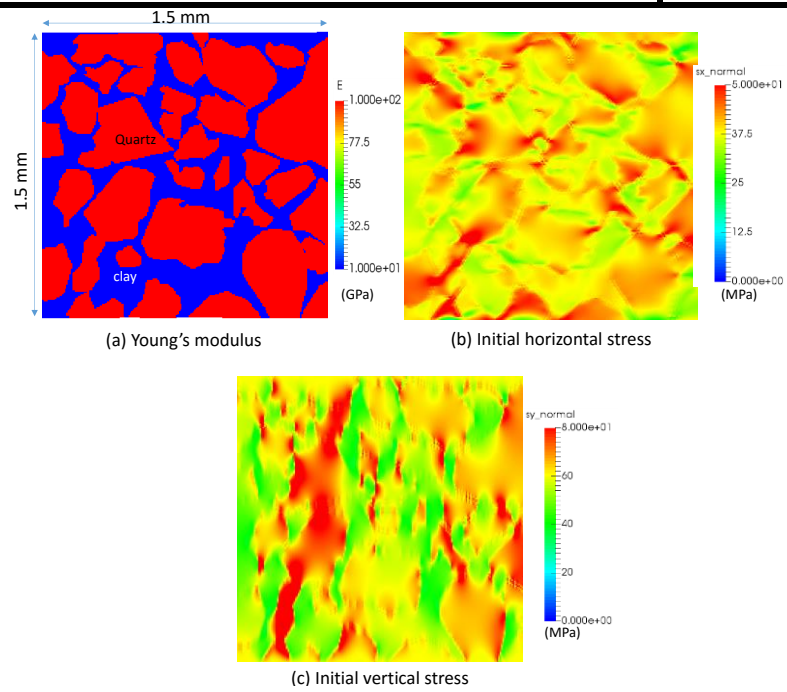 1.5 mm
1.5 mm
Quartz
clay
E
1.000e+02
77.5
55
32.5
1.000e+01
(GPa)
sx_normal
5.000e+01
37.5
25
12.5
0.000e+00
(MPa)
(a) Young's modulus
(b) Initial horizontal stress
sy_normal
8.000e+01
60
40
20
0.000e+00
(MPa)
(c) Initial vertical stress